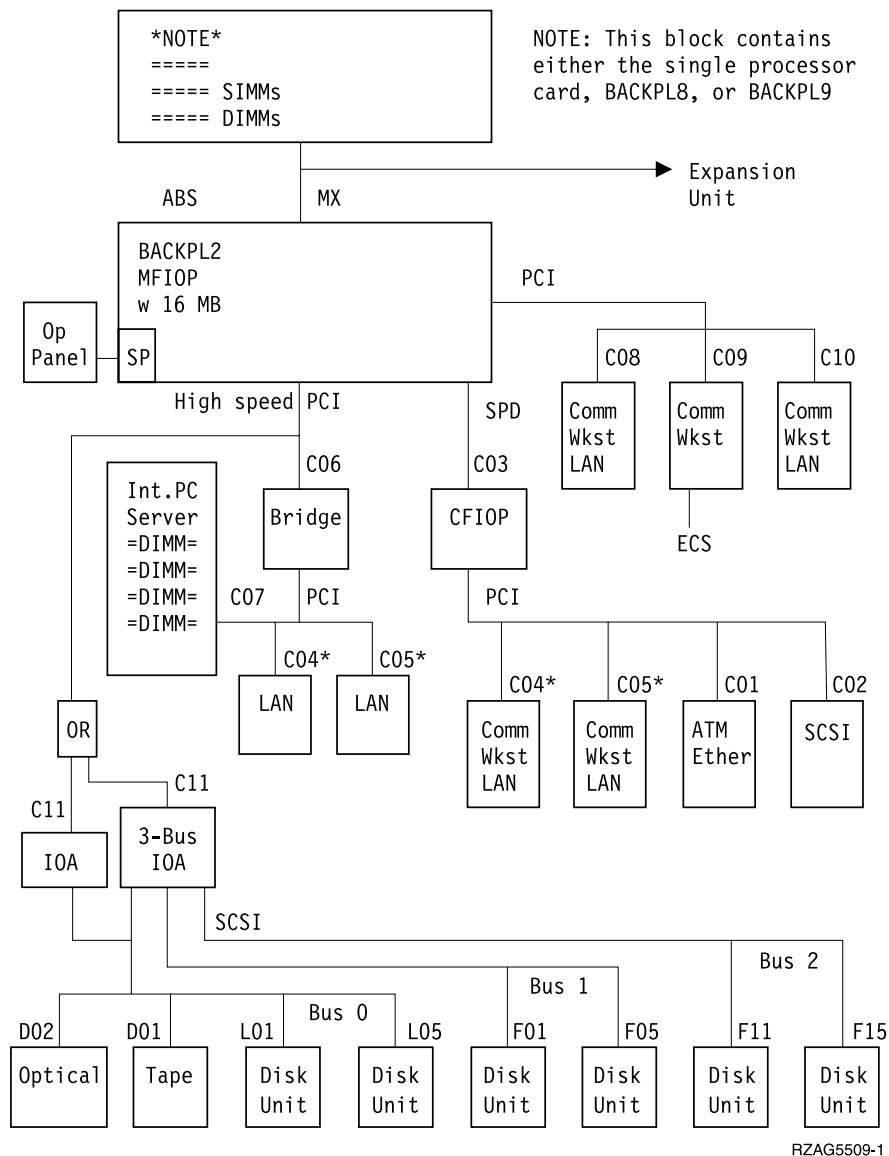 *NOTE*
=====
===== SIMMs
===== DIMMs
NOTE: This block contains
either the single processor
card, BACKPL8, or BACKPL9
Expansion
Unit
ABS
MX
BACKPL2
MFIOP
w 16 MB
PCI
Op
Panel
SP
C08
C09
C10
Comm
Wkst
LAN
Comm
Wkst
Comm
Wkst
LAN
ECS
High speed
PCI
SPD
C06
C03
Int.PC
Server
=DIMM=
=DIMM=
=DIMM=
=DIMM=
Bridge
CFIOP
C07
PCI
PCI
C04*
C05*
LAN
LAN
C04*
C05*
C01
C02
Comm
Wkst
LAN
Comm
Wkst
LAN
ATM
Ether
SCSI
OR
C11
C11
IOA
3-Bus
IOA
SCSI
Bus 2
Bus 1
Bus 0
D02
D01
L01
L05
F01
F05
F11
F15
Optical
Tape
Disk
Unit
Disk
Unit
Disk
Unit
Disk
Unit
Disk
Unit
Disk
Unit
RZAG5509-1